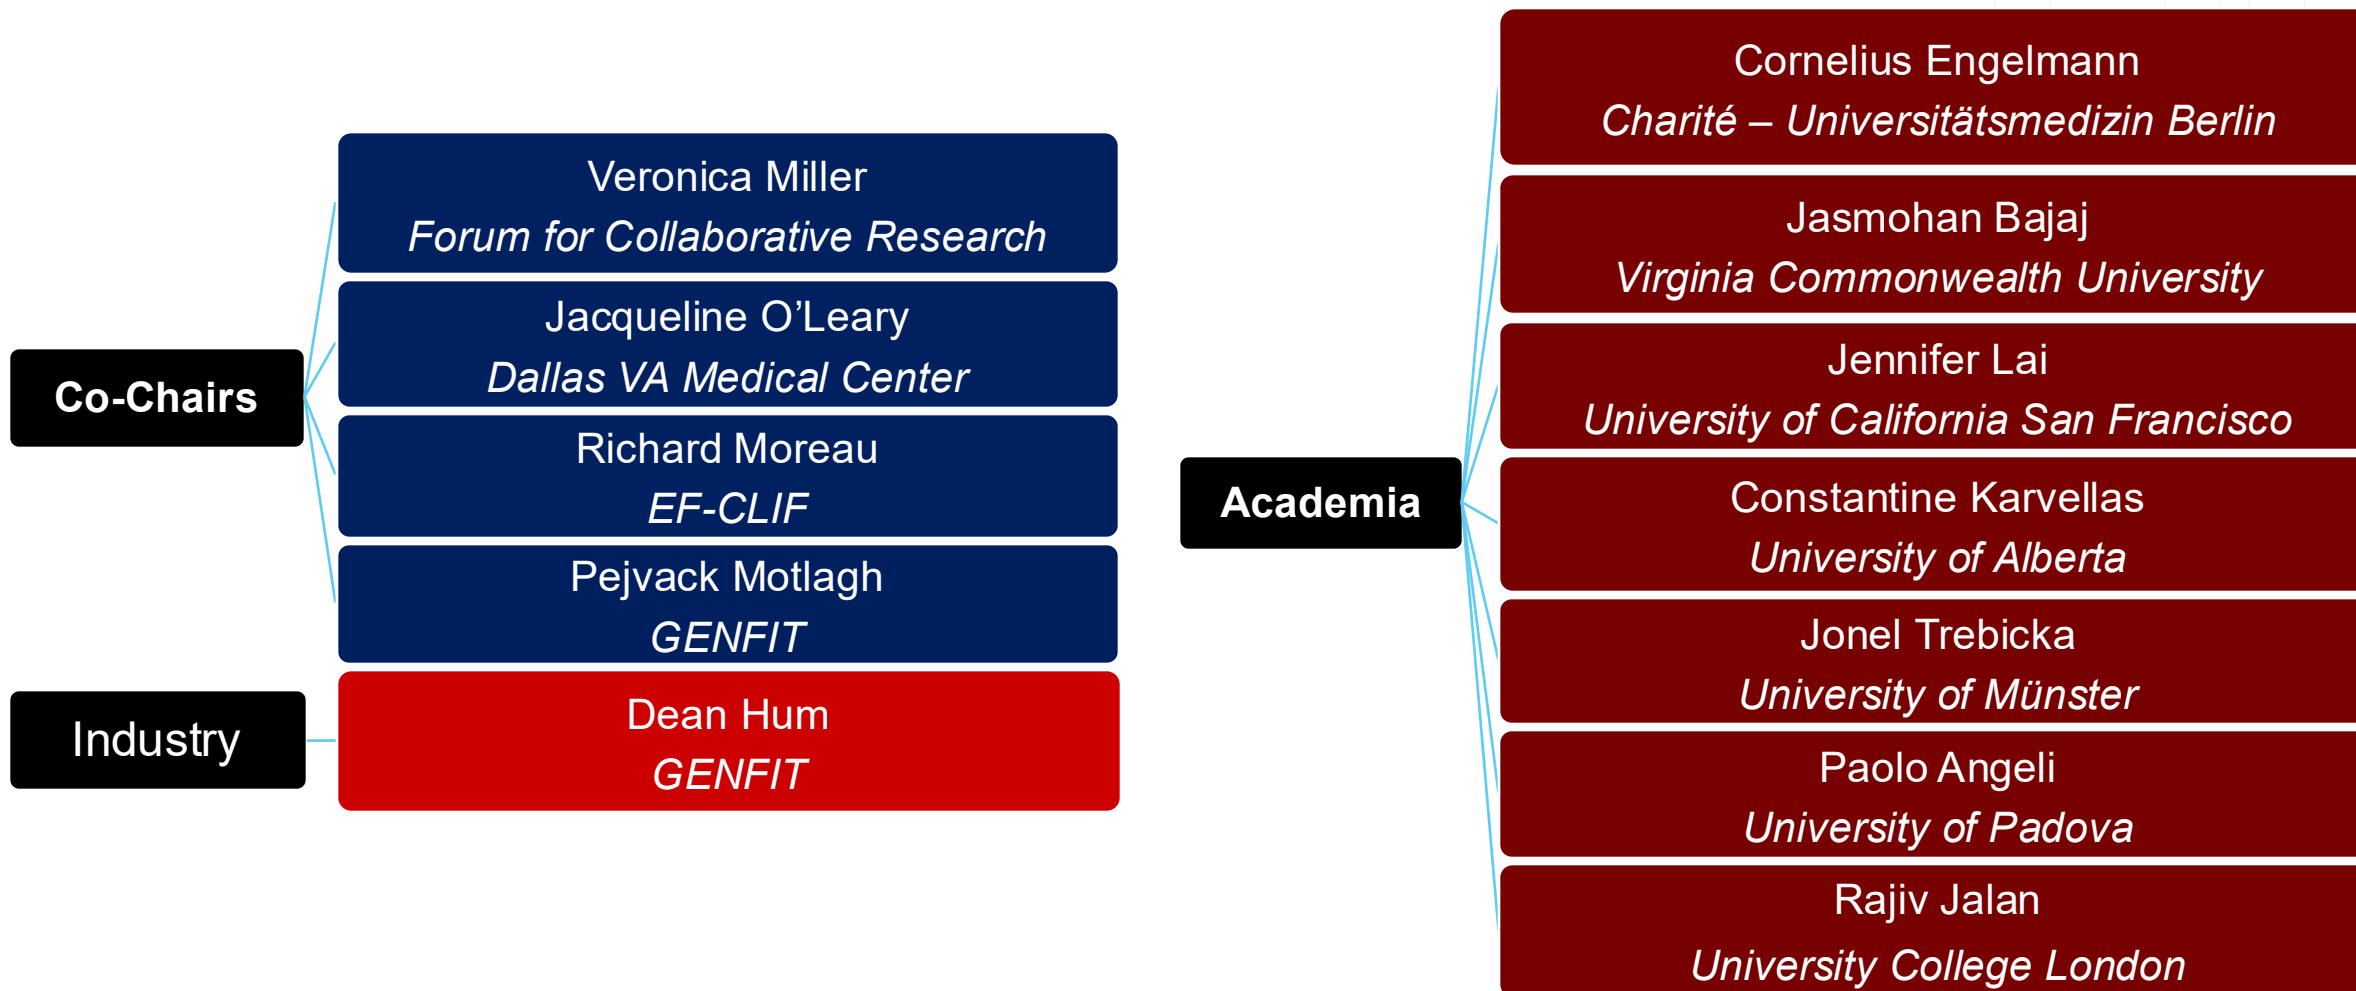 Co-Chairs
Veronica Miller
Forum for Collaborative Research
Jacqueline O’Leary
Dallas VA Medical Center
Richard Moreau
EF-CLIF
Pejvack Motlagh
GENFIT
Industry
Dean Hum
GENFIT
Academia
Cornelius Engelmann
Charité – Universitätsmedizin Berlin
Jasmohan Bajaj
Virginia Commonwealth University
Jennifer Lai
University of California San Francisco
Constantine Karvellas
University of Alberta
Jonel Trebicka
University of Münster
Paolo Angeli
University of Padova
Rajiv Jalan
University College London